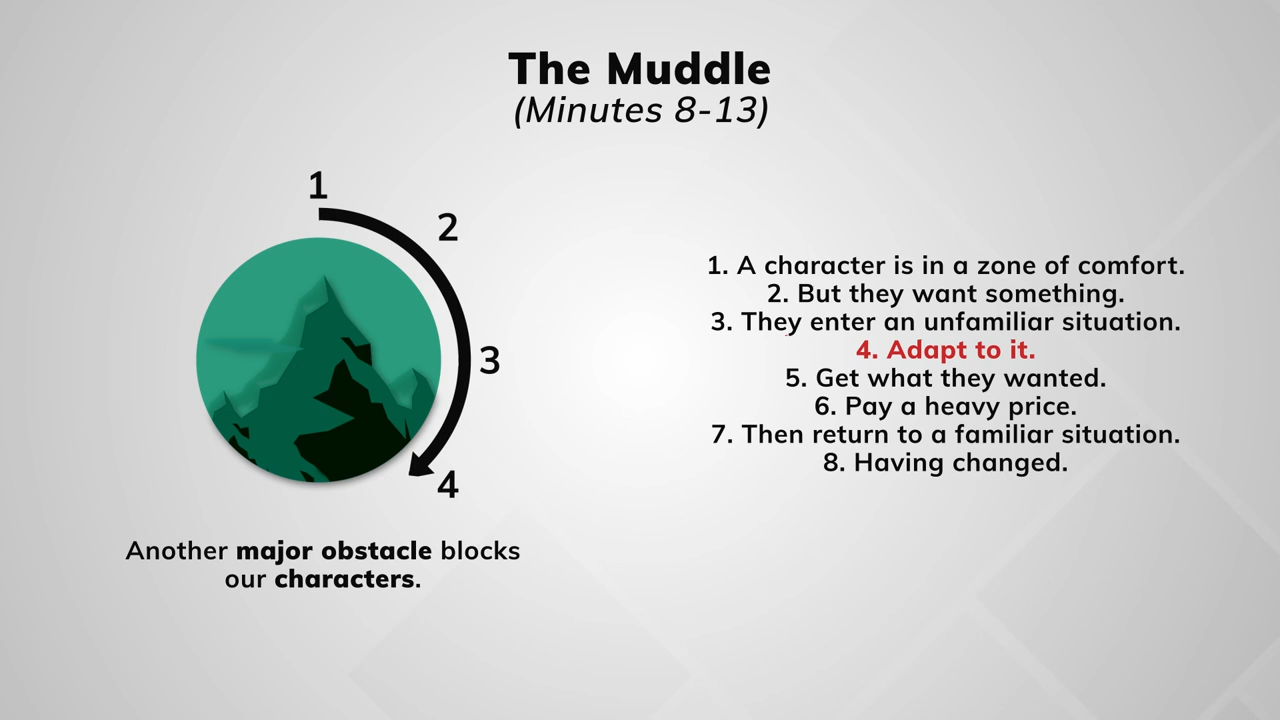 The Muddle
(Minutes 8-13)
1
2
3
4
Another major obstacle blocks
our characters.
1. A character is in a zone of comfort.
2. But they want something.
3. They enter an unfamiliar situation.
4. Adapt to it.
5. Get what they wanted.
6. Pay a heavy price.
7. Then return to a familiar situation.
8. Having changed.